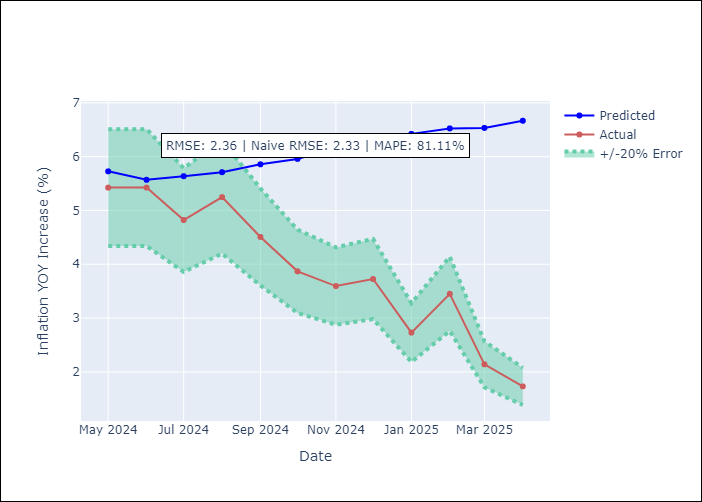 7
RMSE: 2.36 | Naive RMSE: 2.33 | MAPE: 81.11%
6
5
4
3
2
Inflation YOY Increase (%)
May 2024 Jul 2024 Sep 2024 Nov 2024 Jan 2025 Mar 2025
Date
Predicted
Actual
+/-20% Error